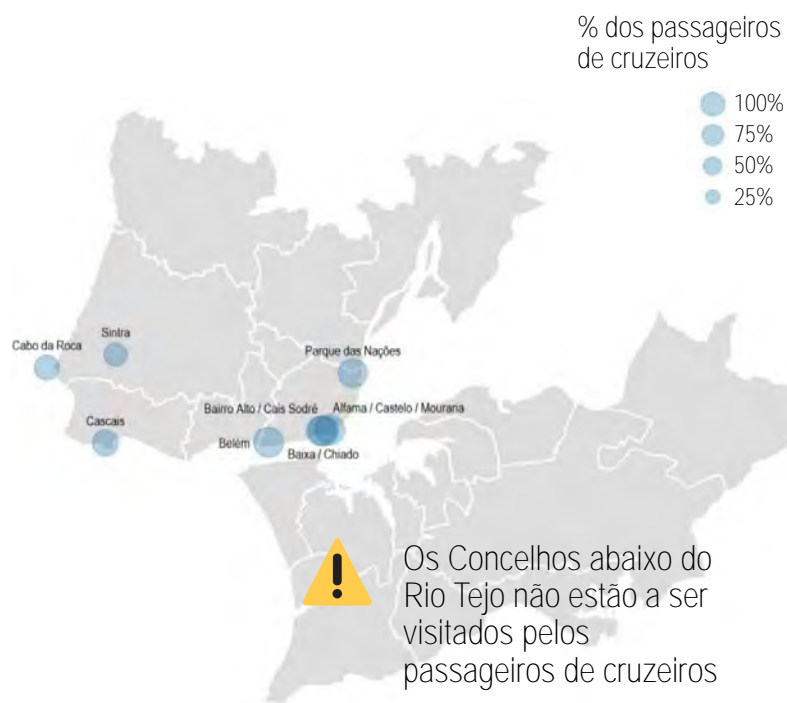 % dos passageiros
de cruzeiros
100%
75%
50%
25%
Cabo da Roca
Sintra
Parque das Nações
Cascais
Bairro Alto / Cais Sodré
Alfama / Castelo / Mouraria
Belém
Baixa / Chiado
Os Concelhos abaixo do
Rio Tejo não estão a ser
visitados pelos
passageiros de cruzeiros